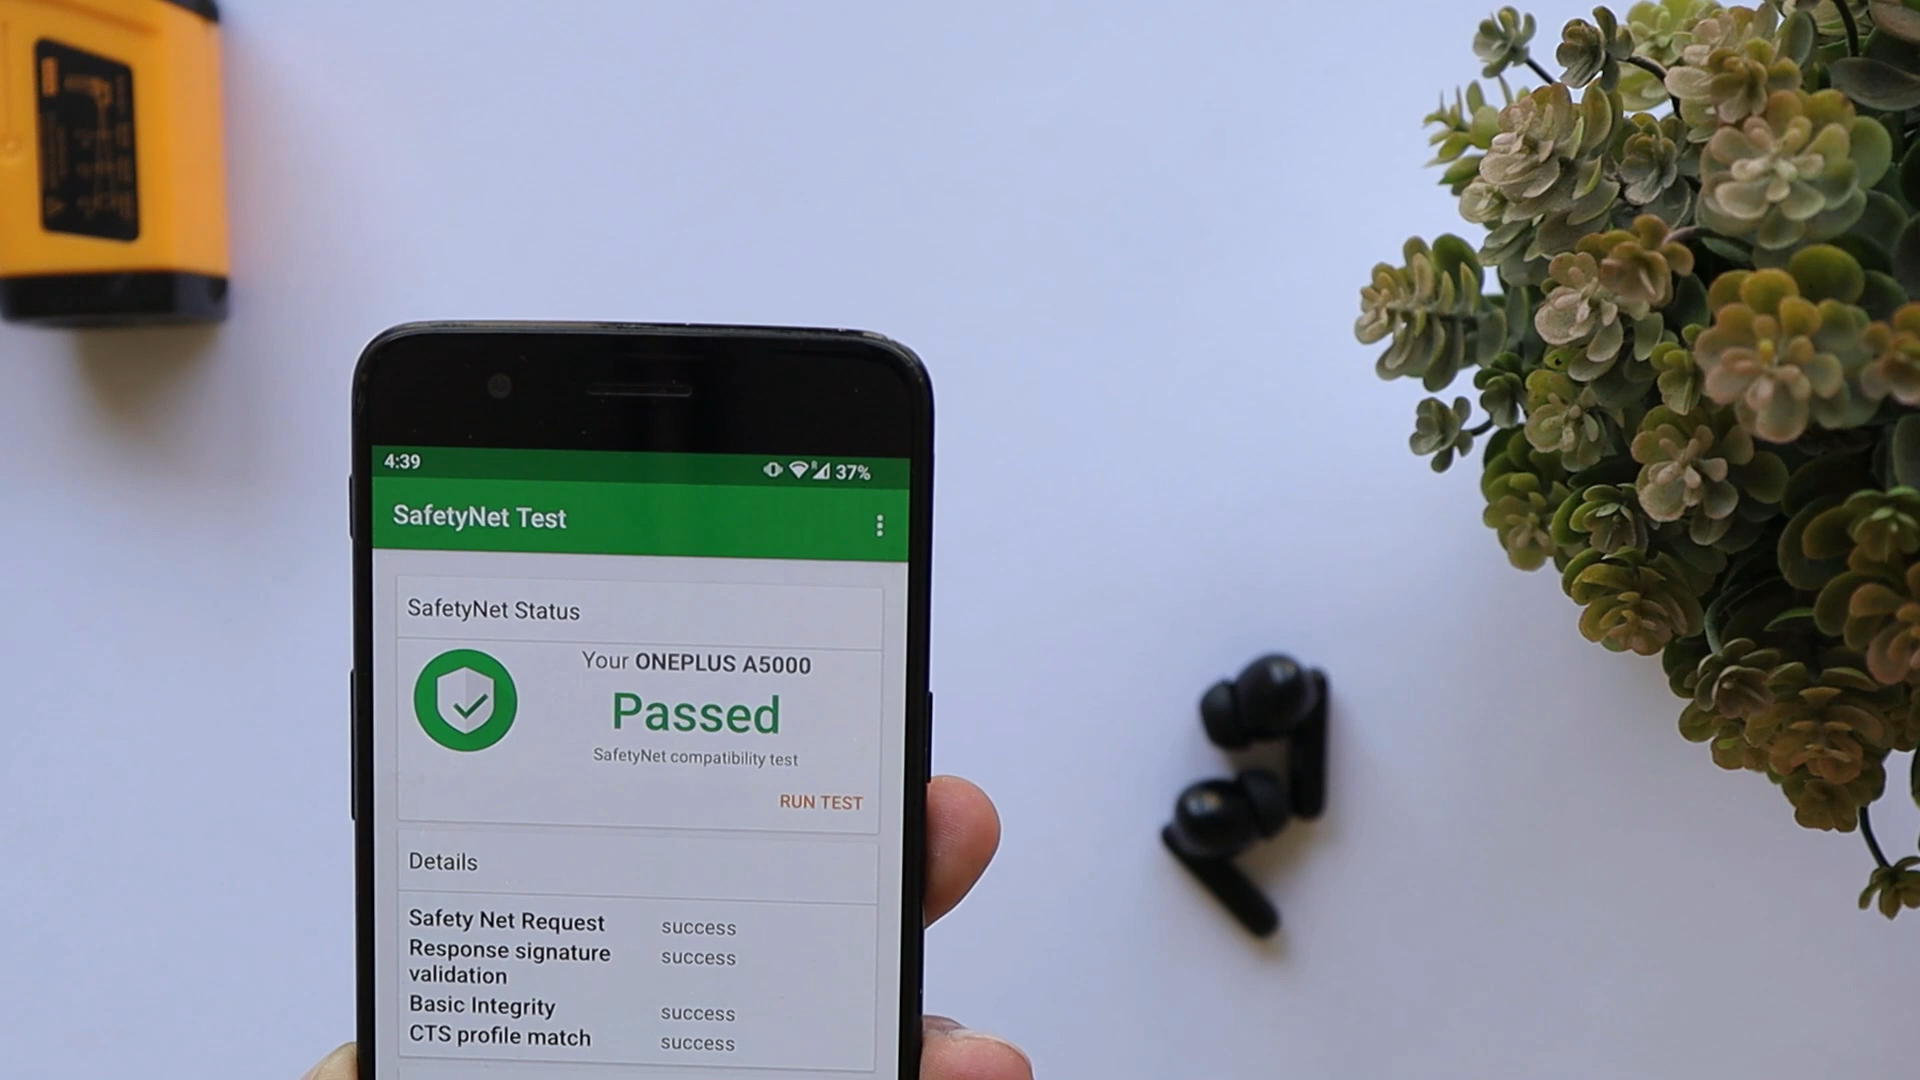 4:39 37%
SafetyNet Test
SafetyNet Status
Your ONEPLUS A5000
Passed
SafetyNet compatibility test
RUN TEST
Details
Safety Net Request success
Response signature success
validation
Basic Integrity success
CTS profile match success